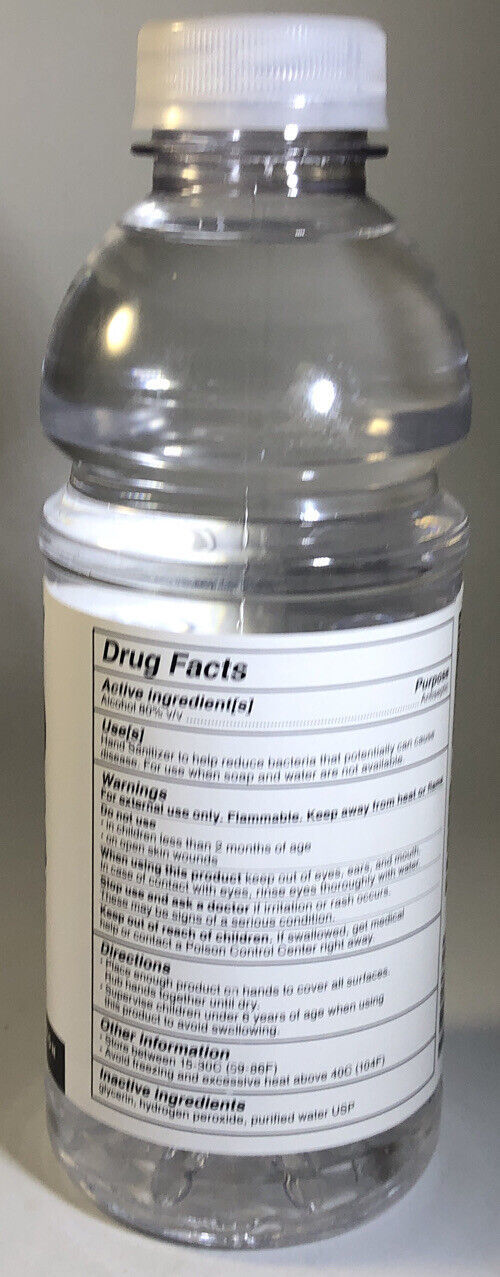 Drug Facts
Active Ingredient[s] Purpose
Alcohol 80% V/V Antiseptic
Use[s]
Hand Sanitizer to help reduce bacteria that potentially can cause
disease. For use when soap and water are not available.
Warnings
For external use only. Flammable. Keep away from heat or flame
Do not use
· in children less than 2 months of age
· on open skin wounds
When using this product keep out of eyes, ears, and mouth.
In case of contact with eyes, rinse eyes thoroughly with water.
Stop use and ask a doctor if irritation or rash occurs.
These may be signs of a serious condition.
Keep out of reach of children. If swallowed, get medical
help or contact a Poison Control Center right away.
Directions
· Place enough product on hands to cover all surfaces.
· rub hands together until dry.
· Supervise children under 6 years of age when using
this product to avoid swallowing.
Other Information
· Store between 15-30C (59-86F)
· Avoid freezing and excessive heat above 40C (104F)
Inactive Ingredients
glycerin, hydrogen peroxide, purified water USP